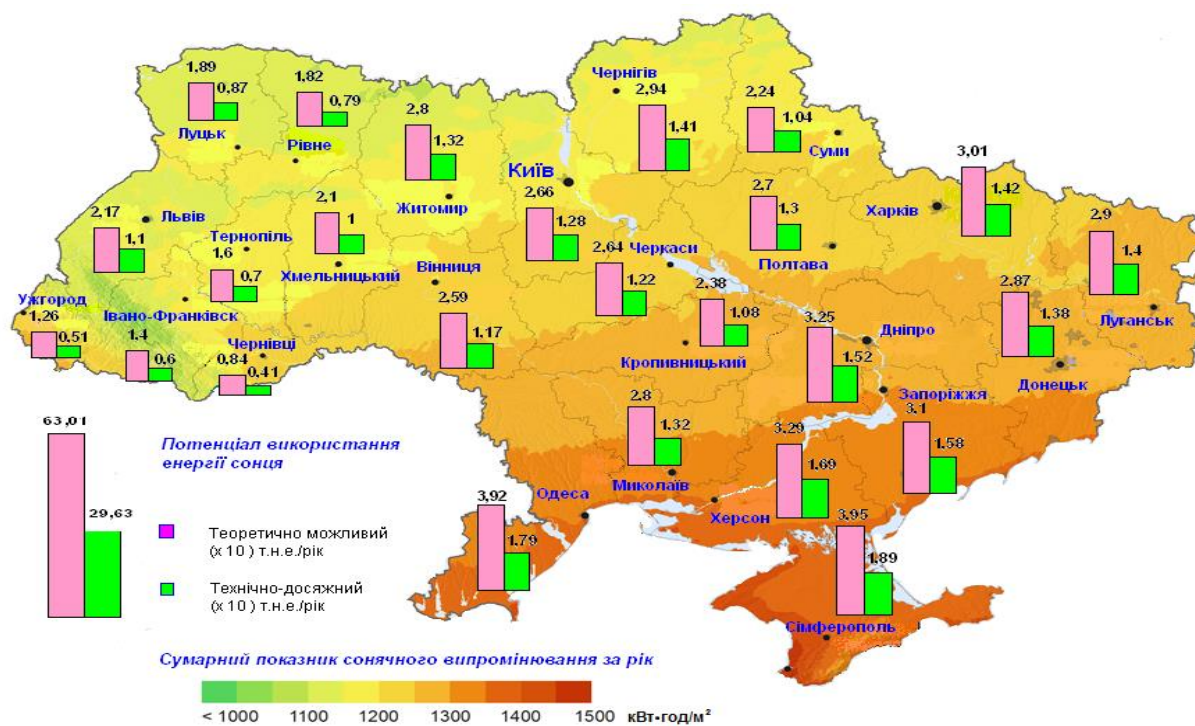 1,89
0,87
Луцьк
1,82
0,79
Рівне
2,8
1,32
Житомир
Чернігів
2,94
1,41
2,24
1,04
Суми
Київ
2,66
1,28
3,01
1,42
Харків
2,7
1,3
Полтава
2,9
1,4
Луганськ
2,17
1,1
Львів
Тернопіль
1,6
0,7
2,1
1
Хмельницький
Вінниця
2,59
1,17
2,64
1,22
Черкаси
2.38
1,08
Кропивницький
3.25
1.52
Дніпро
2,87
1.38
Донецьк
Ужгород
1,26
0,51
Івано-Франківск
1.4
0.6
Чернівці
0,84
0,41
Запоріжжя
3.1
1.58
2.8
1.32
Миколаїв
3.29
1.69
Херсон
Одеса
3,92
1.79
3.95
1.89
Сімферополь
63,01
29,63
Потенціал використання
енергії сонця
Теоретично можливий
(х 10 ) т.н.е./рік
Технічно-досяжний
(х 10 ) т.н.е./рік
Сумарний показник сонячного випромінювання за рік
< 1000 1100 1200 1300 1400 1500 кВт•год/м²